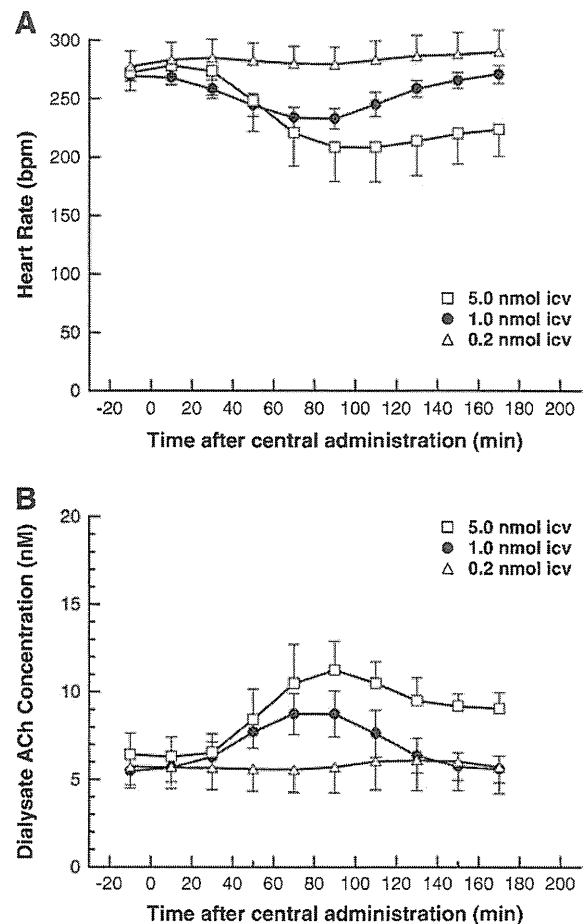 A
300
250
200
150
100
50
0
Heart Rate (bpm)
5.0 nmol icv
1.0 nmol icv
0.2 nmol icv
-20 0 20 40 60 80 100 120 140 160 180 200
Time after central administration (min)
B
20
15
10
5
0
Dialysate ACh Concentration (nM)
5.0 nmol icv
1.0 nmol icv
0.2 nmol icv
-20 0 20 40 60 80 100 120 140 160 180 200
Time after central administration (min)